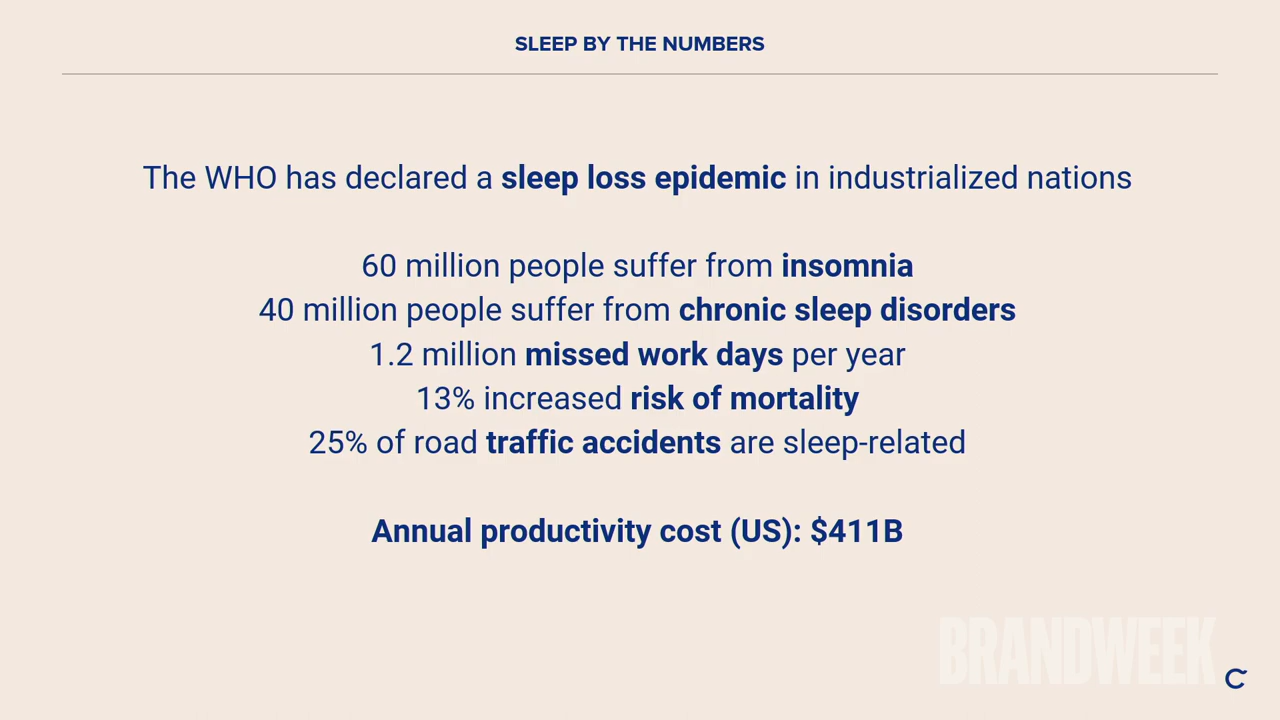 SLEEP BY THE NUMBERS
The WHO has declared a sleep loss epidemic in industrialized nations
60 million people suffer from insomnia
40 million people suffer from chronic sleep disorders
1.2 million missed work days per year
13% increased risk of mortality
25% of road traffic accidents are sleep-related
Annual productivity cost (US): $411B
BRANDWEEK